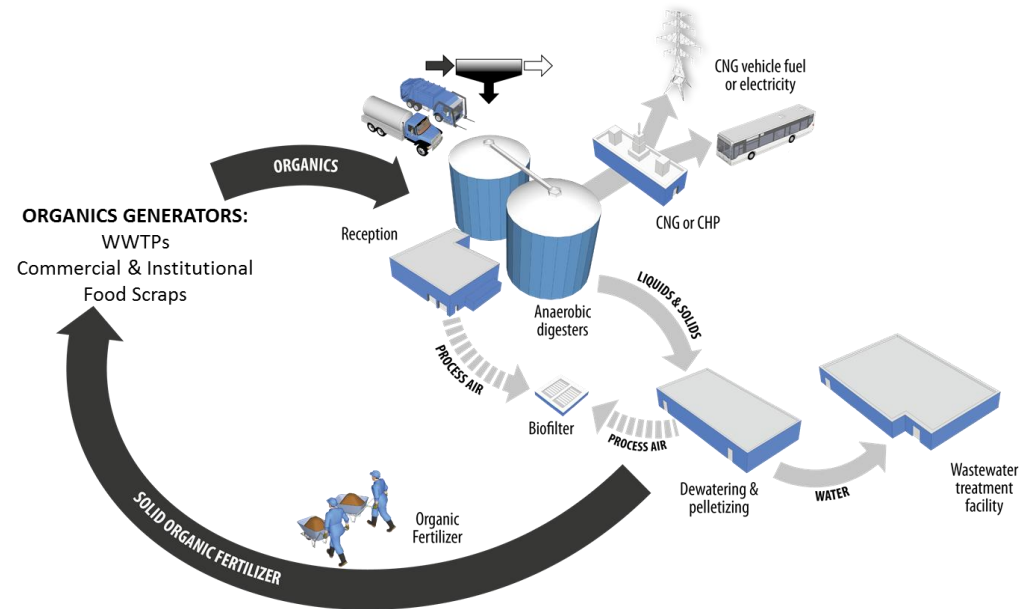 CNG vehicle fuel
or electricity
ORGANICS
ORGANICS GENERATORS:
WWTPs
Commercial & Institutional
Food Scraps
Reception
CNG or CHP
Anaerobic
digesters
LIQUIDS & SOLIDS
PROCESS AIR
Biofilter
PROCESS AIR
Dewatering &
pelletizing
WATER
Wastewater
treatment
facility
Organic
Fertilizer
SOLID ORGANIC FERTILIZER